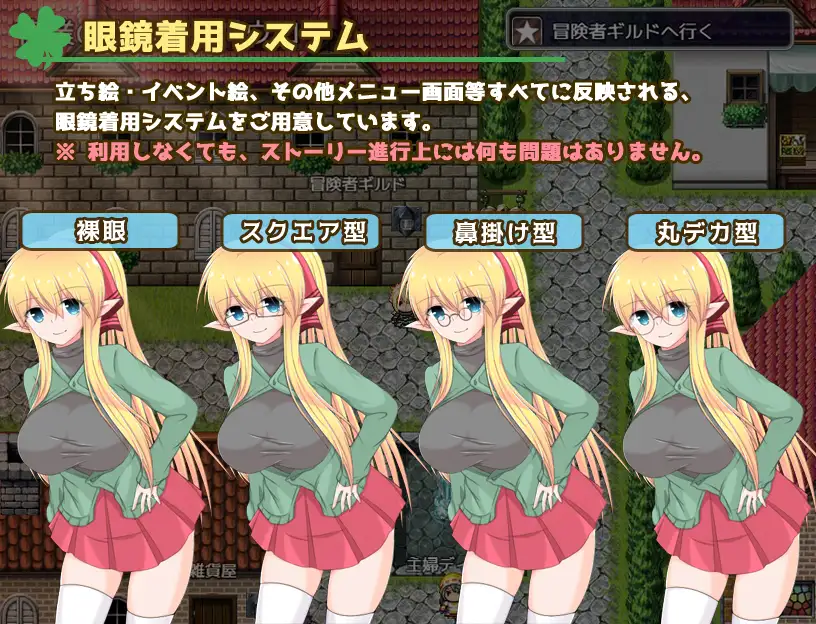 眼鏡着用システム
冒険者ギルドへ行く
立ち絵・イベント絵、その他メニュー画面等すべてに反映される、
眼鏡着用システムをご用意しています。
※ 利用しなくても、ストーリー進行上には何も問題はありません。
冒険者ギルド
裸眼
スクエア型
鼻掛け型
丸デカ型
雑貨屋
主婦デ